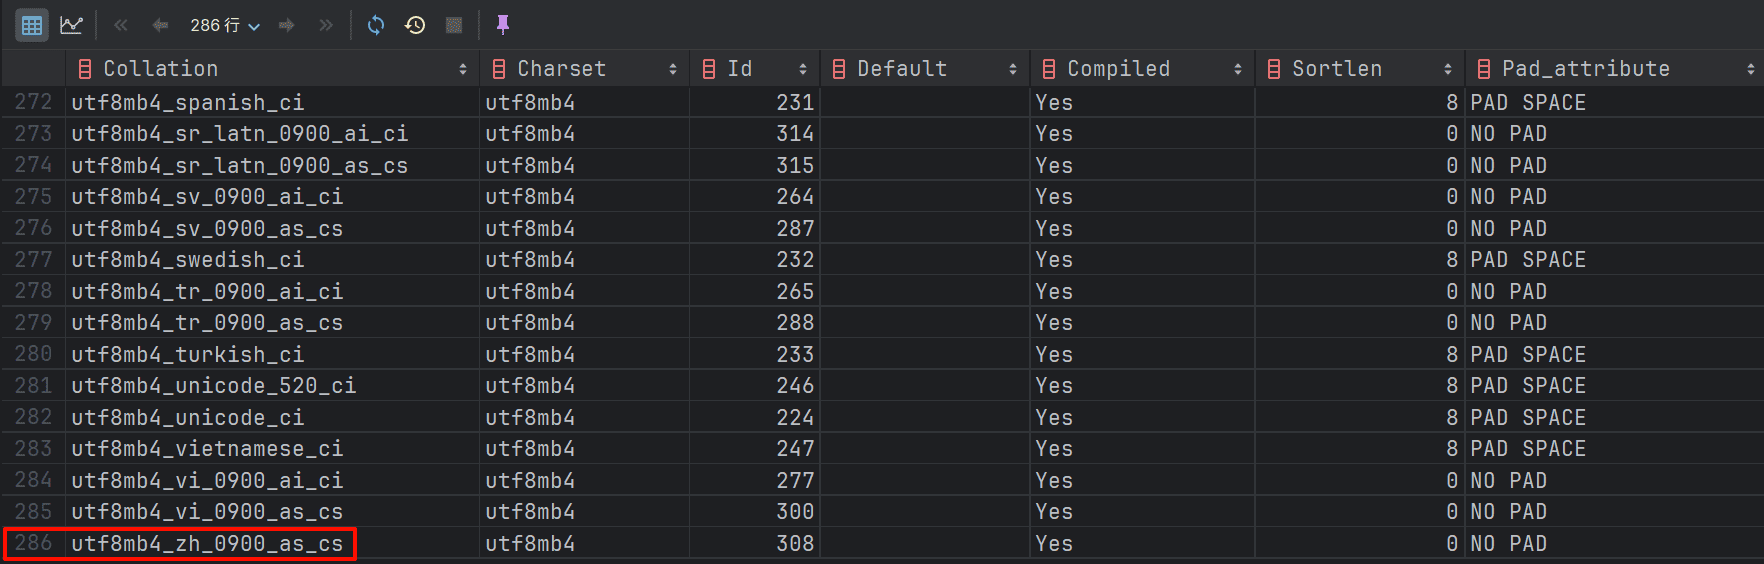 286 行
Collation Charset Id Default Compiled Sortlen Pad_attribute
272 utf8mb4_spanish_ci utf8mb4 231 Yes 8 PAD SPACE
273 utf8mb4_sr_latn_0900_ai_ci utf8mb4 314 Yes 0 NO PAD
274 utf8mb4_sr_latn_0900_as_cs utf8mb4 315 Yes 0 NO PAD
275 utf8mb4_sv_0900_ai_ci utf8mb4 264 Yes 0 NO PAD
276 utf8mb4_sv_0900_as_cs utf8mb4 287 Yes 0 NO PAD
277 utf8mb4_swedish_ci utf8mb4 232 Yes 8 PAD SPACE
278 utf8mb4_tr_0900_ai_ci utf8mb4 265 Yes 0 NO PAD
279 utf8mb4_tr_0900_as_cs utf8mb4 288 Yes 0 NO PAD
280 utf8mb4_turkish_ci utf8mb4 233 Yes 8 PAD SPACE
281 utf8mb4_unicode_520_ci utf8mb4 246 Yes 8 PAD SPACE
282 utf8mb4_unicode_ci utf8mb4 224 Yes 8 PAD SPACE
283 utf8mb4_vietnamese_ci utf8mb4 247 Yes 8 PAD SPACE
284 utf8mb4_vi_0900_ai_ci utf8mb4 277 Yes 0 NO PAD
285 utf8mb4_vi_0900_as_cs utf8mb4 300 Yes 0 NO PAD
286 utf8mb4_zh_0900_as_cs utf8mb4 308 Yes 0 NO PAD